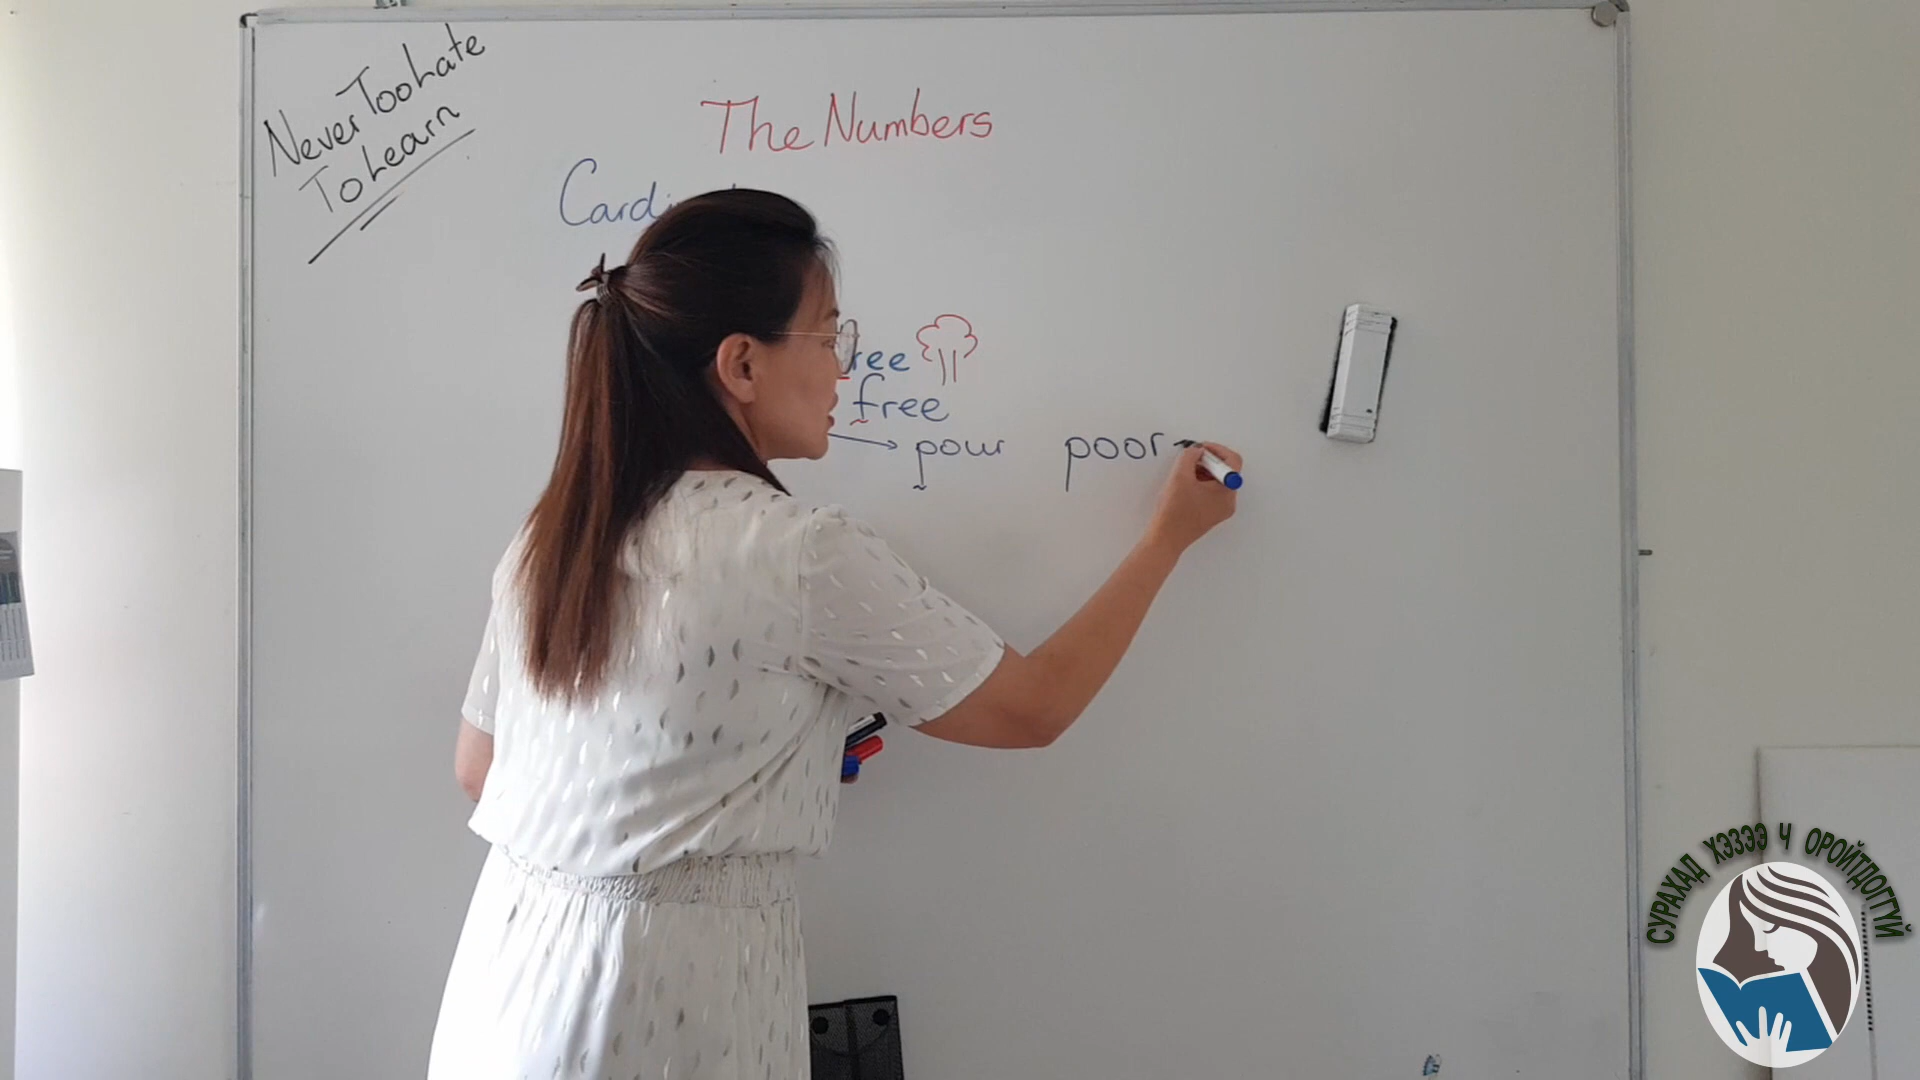 Never Too Late
To Learn
The Numbers
free
pour poor
СУРАХАД ХЭЗЭЭ Ч ОРОЙТДОГГҮЙ